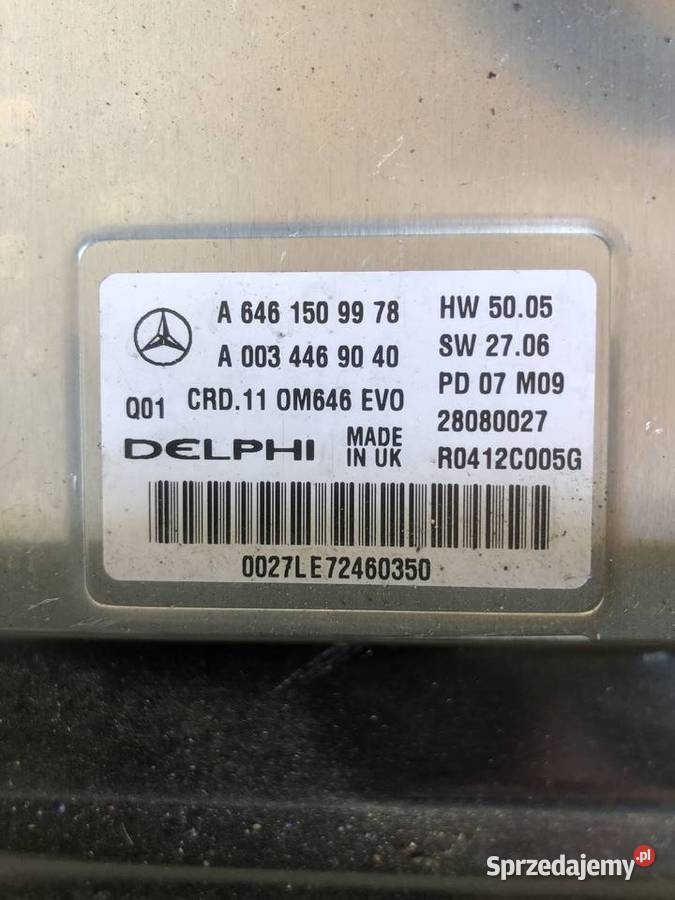 A 646 150 99 78
HW 50.05
A 003 446 90 40
SW 27.06
PD 07 M09
Q01
CRD.11 OM646 EVO
28080027
DELPHI
MADE
IN UK
R0412C005G
0027LE72460350
Sprzedajemy.pl